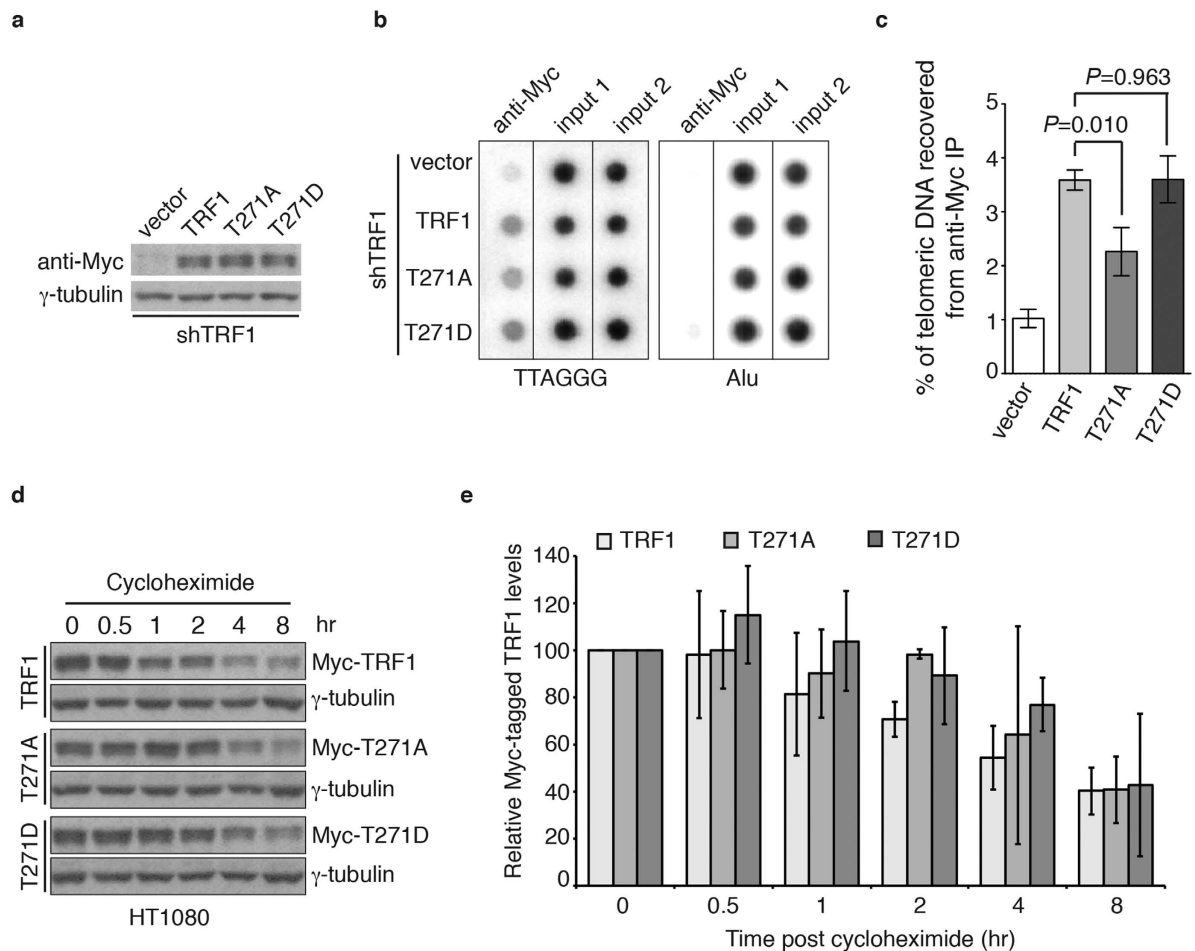 a
vector TRF1 T271A T271D
anti-Myc
γ-tubulin
shTRF1
b
anti-Myc input 1 input 2 anti-Myc input 1 input 2
shTRF1
vector
TRF1
T271A
T271D
TTAGGG Alu
c
% of telomeric DNA recovered
from anti-Myc IP
5
4
3
2
1
0
P=0.963
P=0.010
vector TRF1 T271A T271D
d
Cycloheximide
0 0.5 1 2 4 8 hr
TRF1
Myc-TRF1
γ-tubulin
T271A
Myc-T271A
γ-tubulin
T271D
Myc-T271D
γ-tubulin
HT1080
e
TRF1 T271A T271D
Relative Myc-tagged TRF1 levels
140
120
100
80
60
40
20
0
0 0.5 1 2 4 8
Time post cycloheximide (hr)